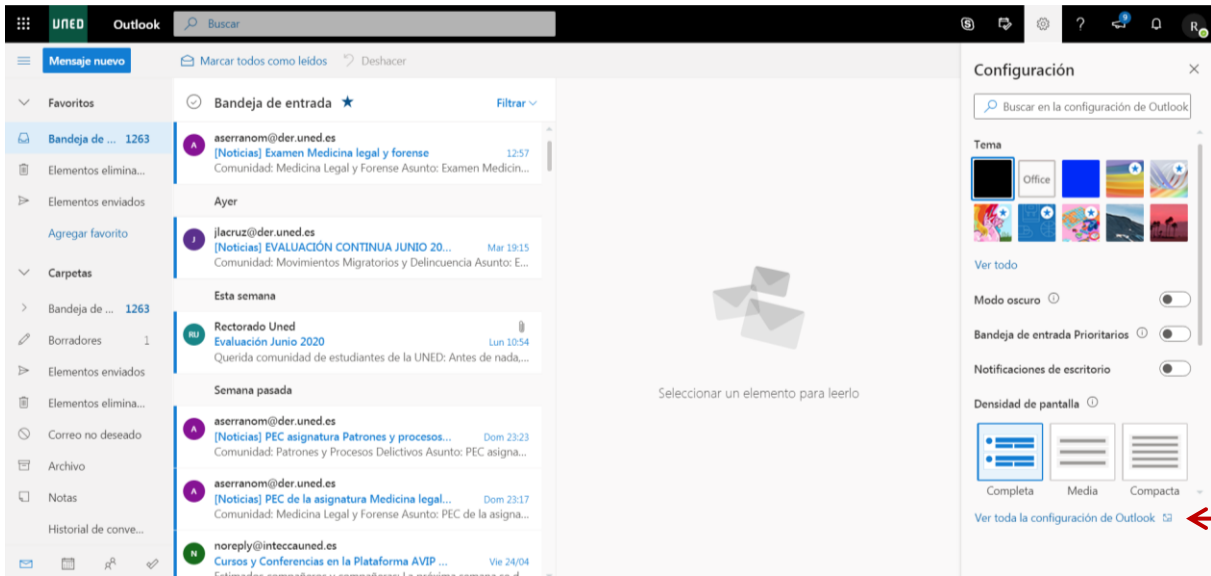 UNED
Outlook
Buscar
9
R
Mensaje nuevo
Marcar todos como leídos
Deshacer
Favoritos
Bandeja de ... 1263
Elementos elimina...
Elementos enviados
Agregar favorito
Carpetas
Bandeja de ... 1263
Borradores 1
Elementos enviados
Elementos elimina...
Correo no deseado
Archivo
Notas
Historial de conve...
Bandeja de entrada
Filtrar
A
aserranom@der.uned.es
[Noticias] Examen Medicina legal y forense 12:57
Comunidad: Medicina Legal y Forense Asunto: Examen Medicin...
Ayer
J
jlacruz@der.uned.es
[Noticias] EVALUACIÓN CONTINUA JUNIO 20... Mar 19:15
Comunidad: Movimientos Migratorios y Delincuencia Asunto: E...
Esta semana
RU
Rectorado Uned
Evaluación Junio 2020 Lun 10:54
Querida comunidad de estudiantes de la UNED: Antes de nada,...
Semana pasada
A
aserranom@der.uned.es
[Noticias] PEC asignatura Patrones y procesos... Dom 23:23
Comunidad: Patrones y Procesos Delictivos Asunto: PEC asigna...
A
aserranom@der.uned.es
[Noticias] PEC de la asignatura Medicina legal... Dom 23:17
Comunidad: Medicina Legal y Forense Asunto: PEC de la asigna...
N
noreply@inteccauned.es
Cursos y Conferencias en la Plataforma AVIP ... Vie 24/04
Seleccionar un elemento para leerlo
Configuración
Buscar en la configuración de Outlook
Tema
Office
Ver todo
Modo oscuro
Bandeja de entrada Prioritarios
Notificaciones de escritorio
Densidad de pantalla
Completa Media Compacta
Ver toda la configuración de Outlook